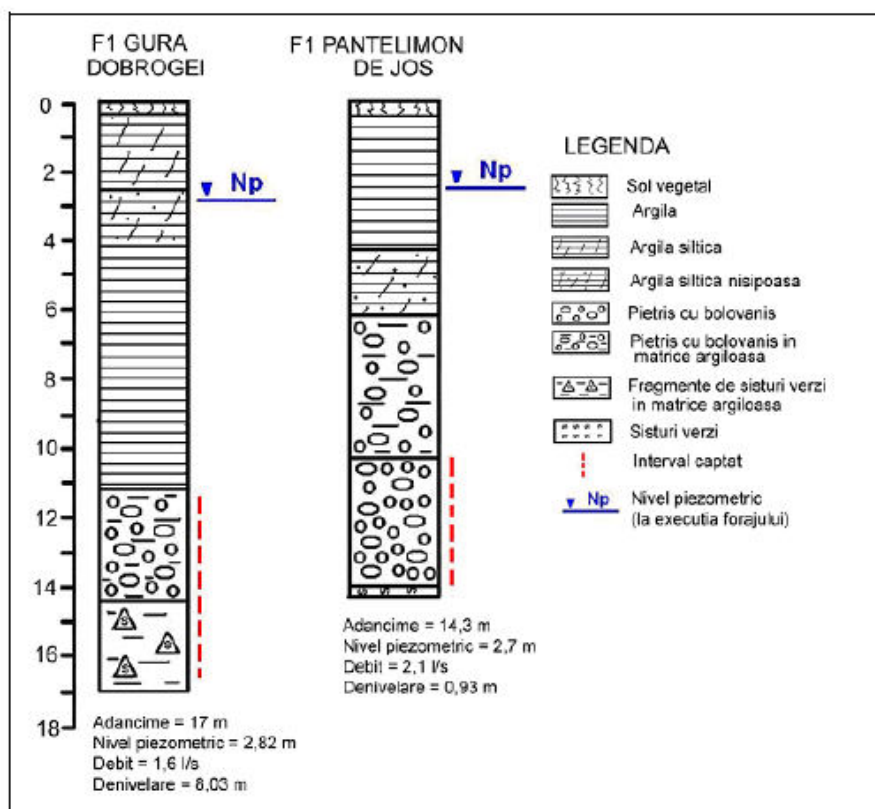 F1 GURA
DOBROGEI
F1 PANTELIMON
DE JOS
0
2
4
6
8
10
12
14
16
18
Np
Np
LEGENDA
Sol vegetal
Argila
Argila siltica
Argila siltica nisipoasa
Pietris cu bolovanis
Pietris cu bolovanis in
matrice argiloasa
Fragmente de sisturi verzi
in matrice argiloasa
Sisturi verzi
Interval captat
Np
Nivel piezometric
(la executia forajului)
Adancime = 14,3 m
Nivel piezometric = 2,7 m
Debit = 2,1 l/s
Denivelare = 0,93 m
Adancime = 17 m
Nivel piezometric = 2,82 m
Debit = 1,6 l/s
Denivelare = 8,03 m